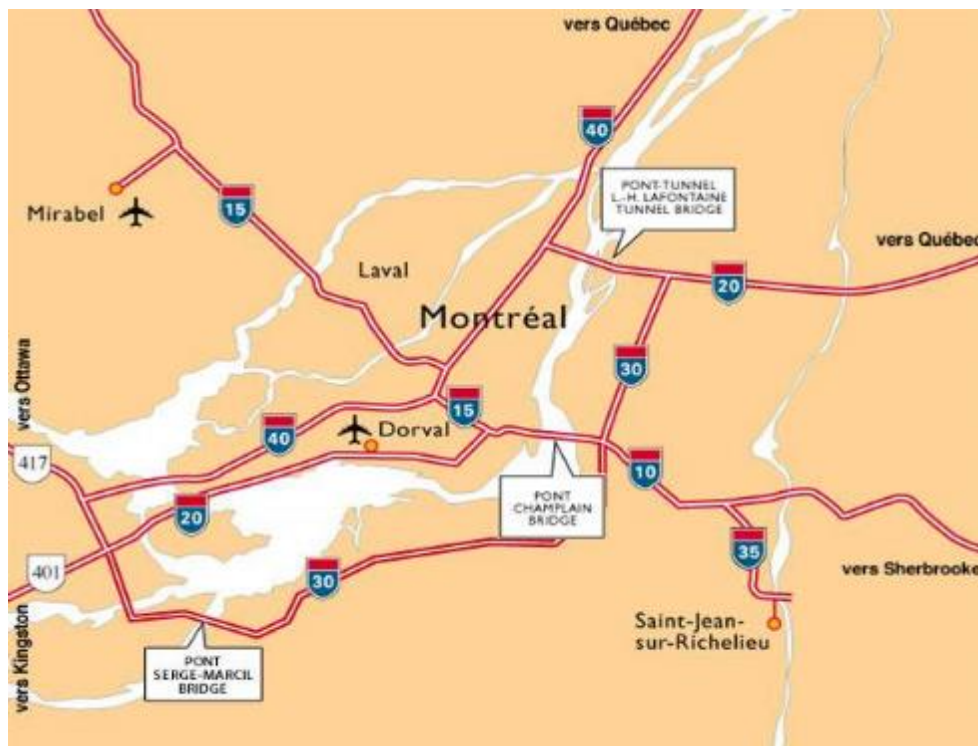 vers Québec
40
PONT-TUNNEL
L.-H. LAFONTAINE
TUNNEL BRIDGE
Mirabel
15
vers Québec
Laval
20
Montréal
30
vers Ottawa
15
40
Dorval
417
10
PONT
CHAMPLAIN
BRIDGE
20
35
401
30
vers Sherbrooke
Saint-Jean-
sur-Richelieu
vers Kingston
PONT
SERGE-MARCIL
BRIDGE